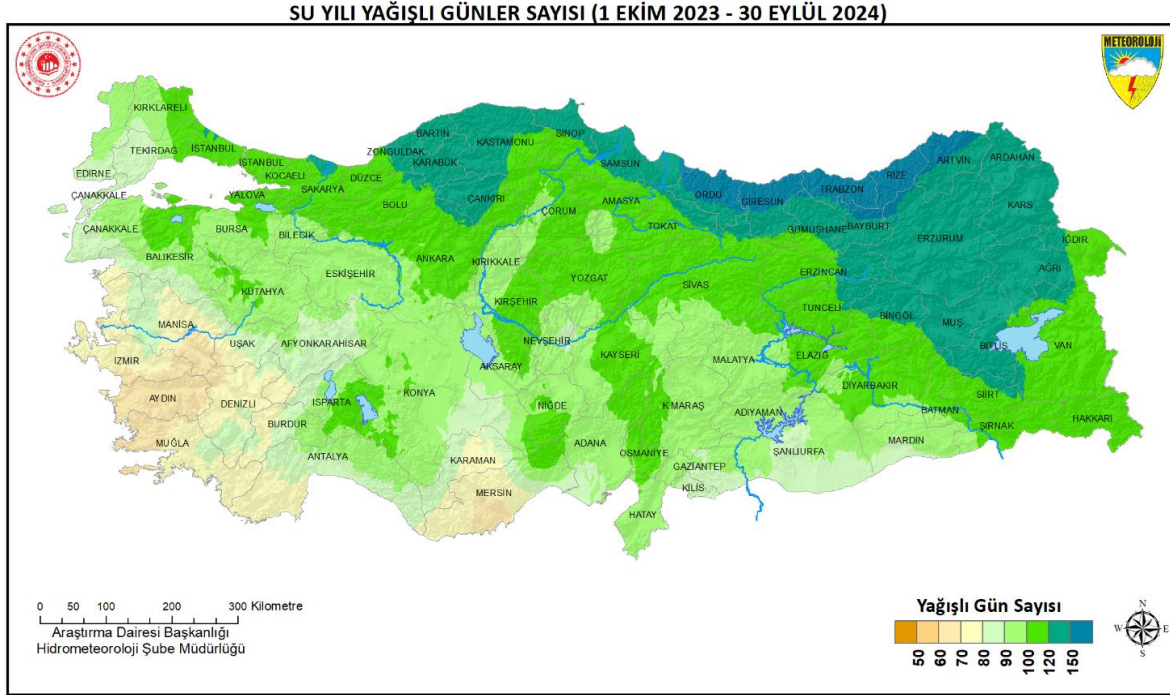 SU YILI YAĞIŞLI GÜNLER SAYISI (1 EKİM 2023 - 30 EYLÜL 2024)
METEOROLOJİ
KIRKLARELİ
TEKİRDAĞ
İSTANBUL
EDİRNE
İSTANBUL
KOCAELİ
ÇANAKKALE
YALOVA
SAKARYA
DÜZCE
ZONGULDAK
BARTIN
KARABÜK
KASTAMONU
SİNOP
SAMSUN
ORDU
GİRESUN
TRABZON
RİZE
ARTVİN
ARDAHAN
KARS
ÇANAKKALE
BURSA
BİLECİK
BOLU
ÇANKIRI
ÇORUM
AMASYA
TOKAT
GÜMÜŞHANE
BAYBURT
ERZURUM
IĞDIR
AĞRI
BALIKESİR
KÜTAHYA
ESKİŞEHİR
ANKARA
KIRIKKALE
YOZGAT
SİVAS
ERZİNCAN
TUNCELİ
BİNGÖL
MUŞ
BİTLİS
VAN
MANİSA
UŞAK
AFYONKARAHİSAR
KIRŞEHİR
NEVŞEHİR
KAYSERİ
MALATYA
ELAZIĞ
DİYARBAKIR
SİİRT
BATMAN
HAKKARİ
ŞIRNAK
İZMİR
AYDIN
DENİZLİ
BURDUR
ISPARTA
KONYA
AKSARAY
NİĞDE
K.MARAŞ
ADIYAMAN
MARDİN
MUĞLA
ANTALYA
KARAMAN
MERSİN
ADANA
OSMANİYE
GAZİANTEP
ŞANLIURFA
KİLİS
HATAY
0 50 100 200 300 Kilometre
Araştırma Dairesi Başkanlığı
Hidrometeoroloji Şube Müdürlüğü
Yağışlı Gün Sayısı
50 60 70 80 90 100 120 150
N
W E
S